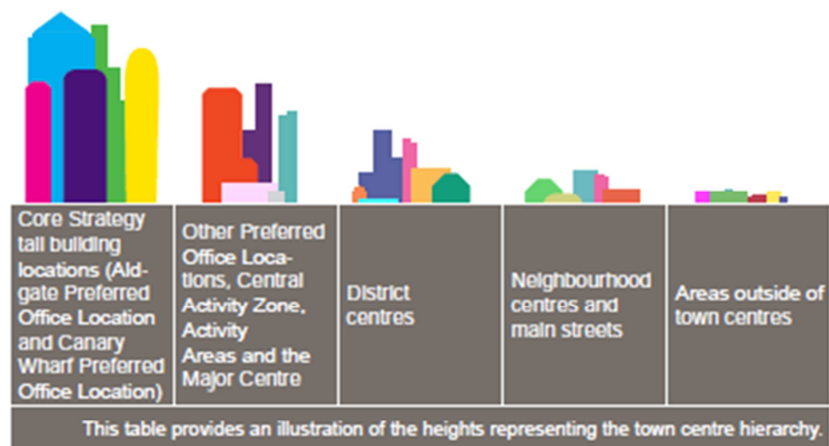 Core Strategy
tall building
locations (Ald-
gate Preferred
Office Location
and Canary
Wharf Preferred
Office Location)
Other Preferred
Office Loca-
tions, Central
Activity Zone,
Activity
Areas and the
Major Centre
District
centres
Neighbourhood
centres and
main streets
Areas outside of
town centres
This table provides an illustration of the heights representing the town centre hierarchy.